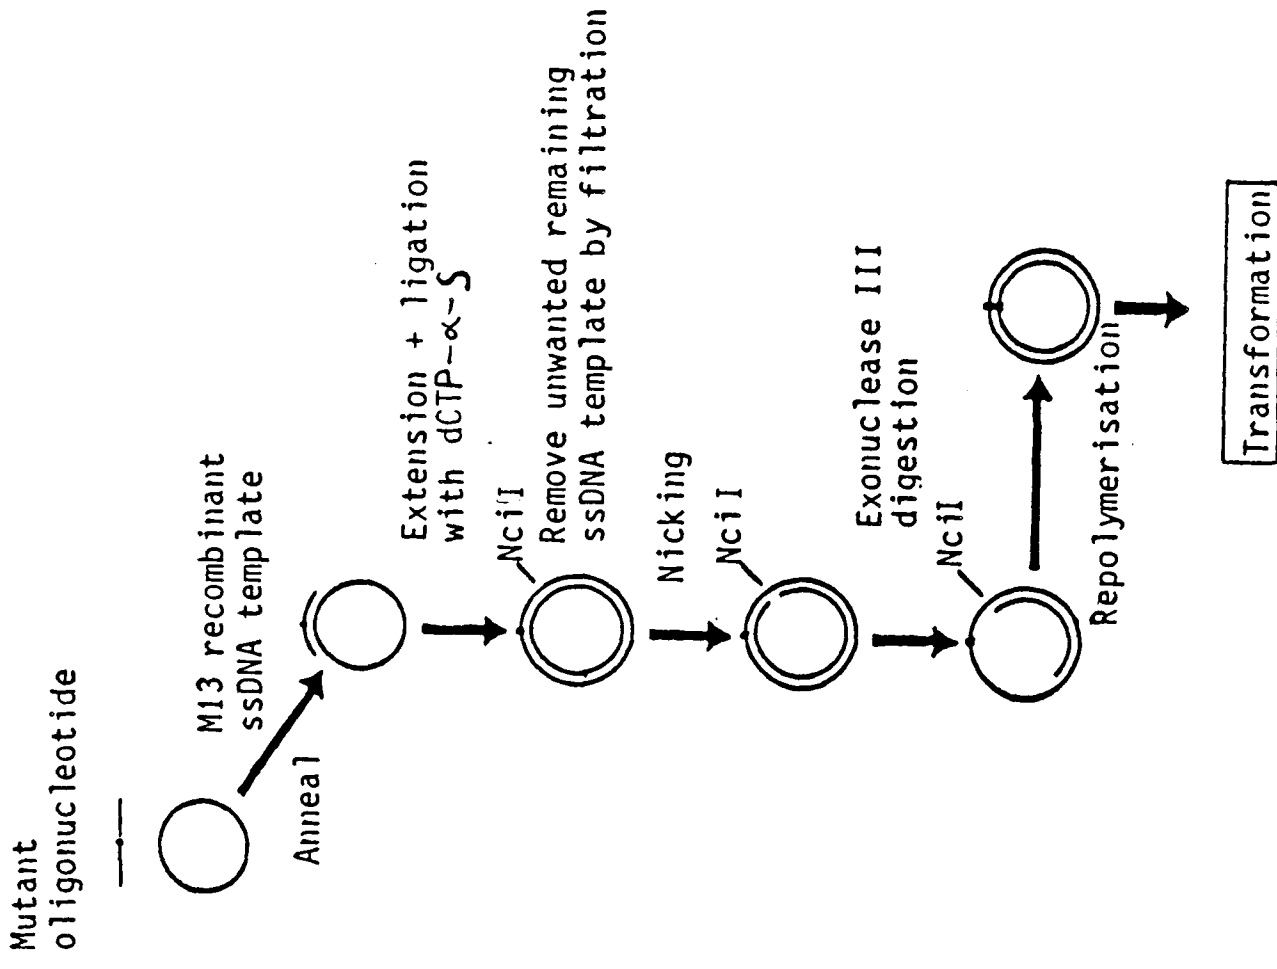 Mutant
oligonucleotide
M13 recombinant
ssDNA template
Anneal
Extension + ligation
with dCTP-α-S
NciI
Remove unwanted remaining
ssDNA template by filtration
Nicking
NciI
Exonuclease III
digestion
NciI
Repolymerisation
Transformation